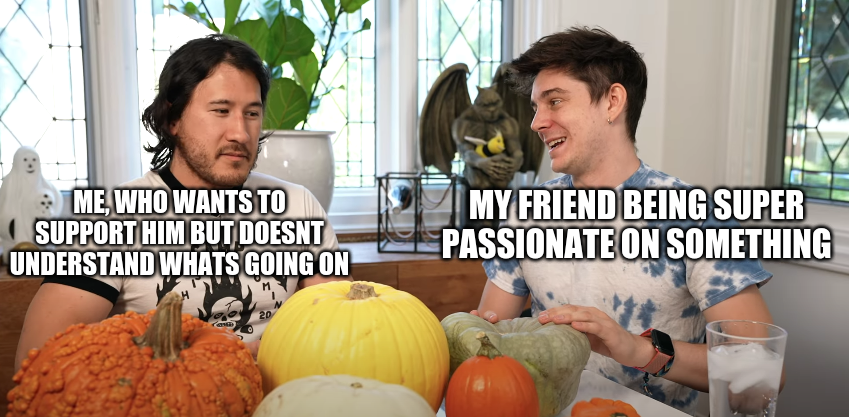 ME, WHO WANTS TO
SUPPORT HIM BUT DOESNT
UNDERSTAND WHATS GOING ON
MY FRIEND BEING SUPER
PASSIONATE ON SOMETHING
H
M I N
20